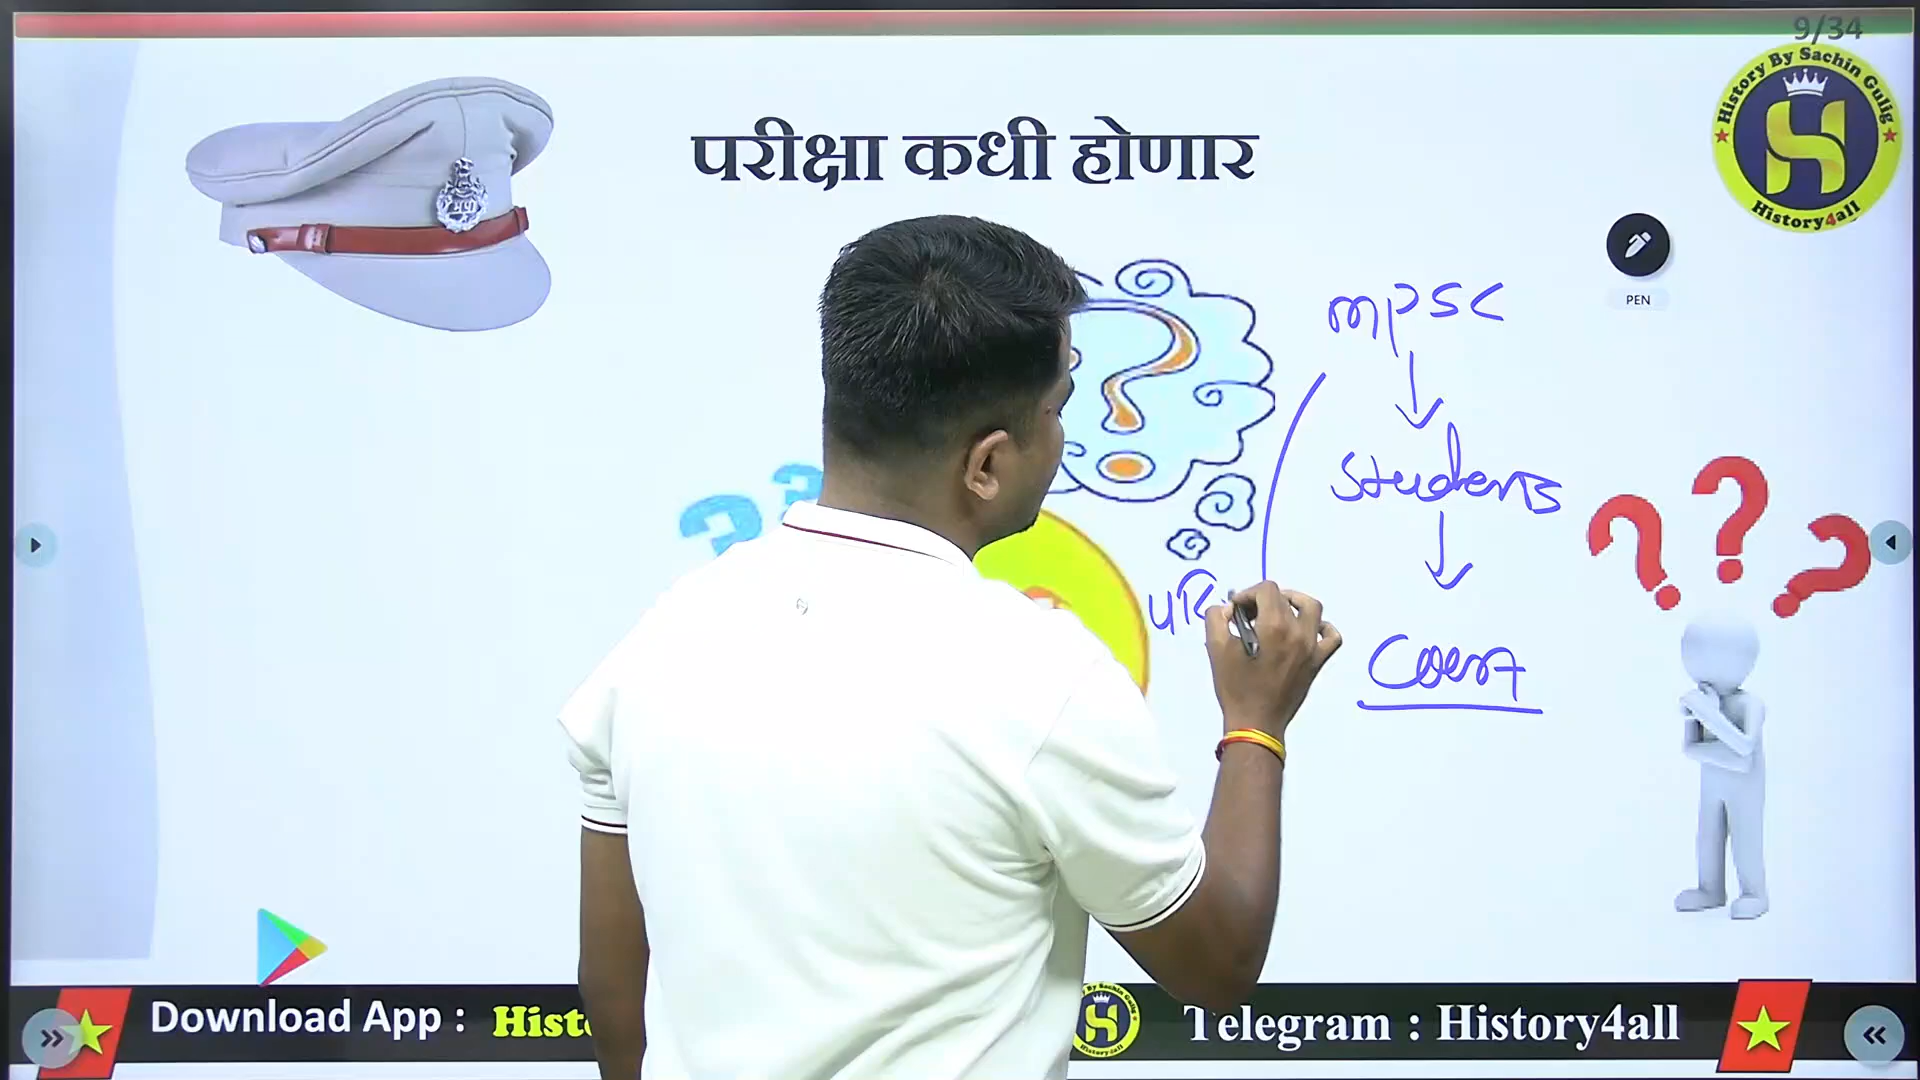 9/34
History By Sachin Gulig
History4all
परीक्षा कधी होणार
PEN
MPSC
Students
Court
Download App :
Telegram : History4all